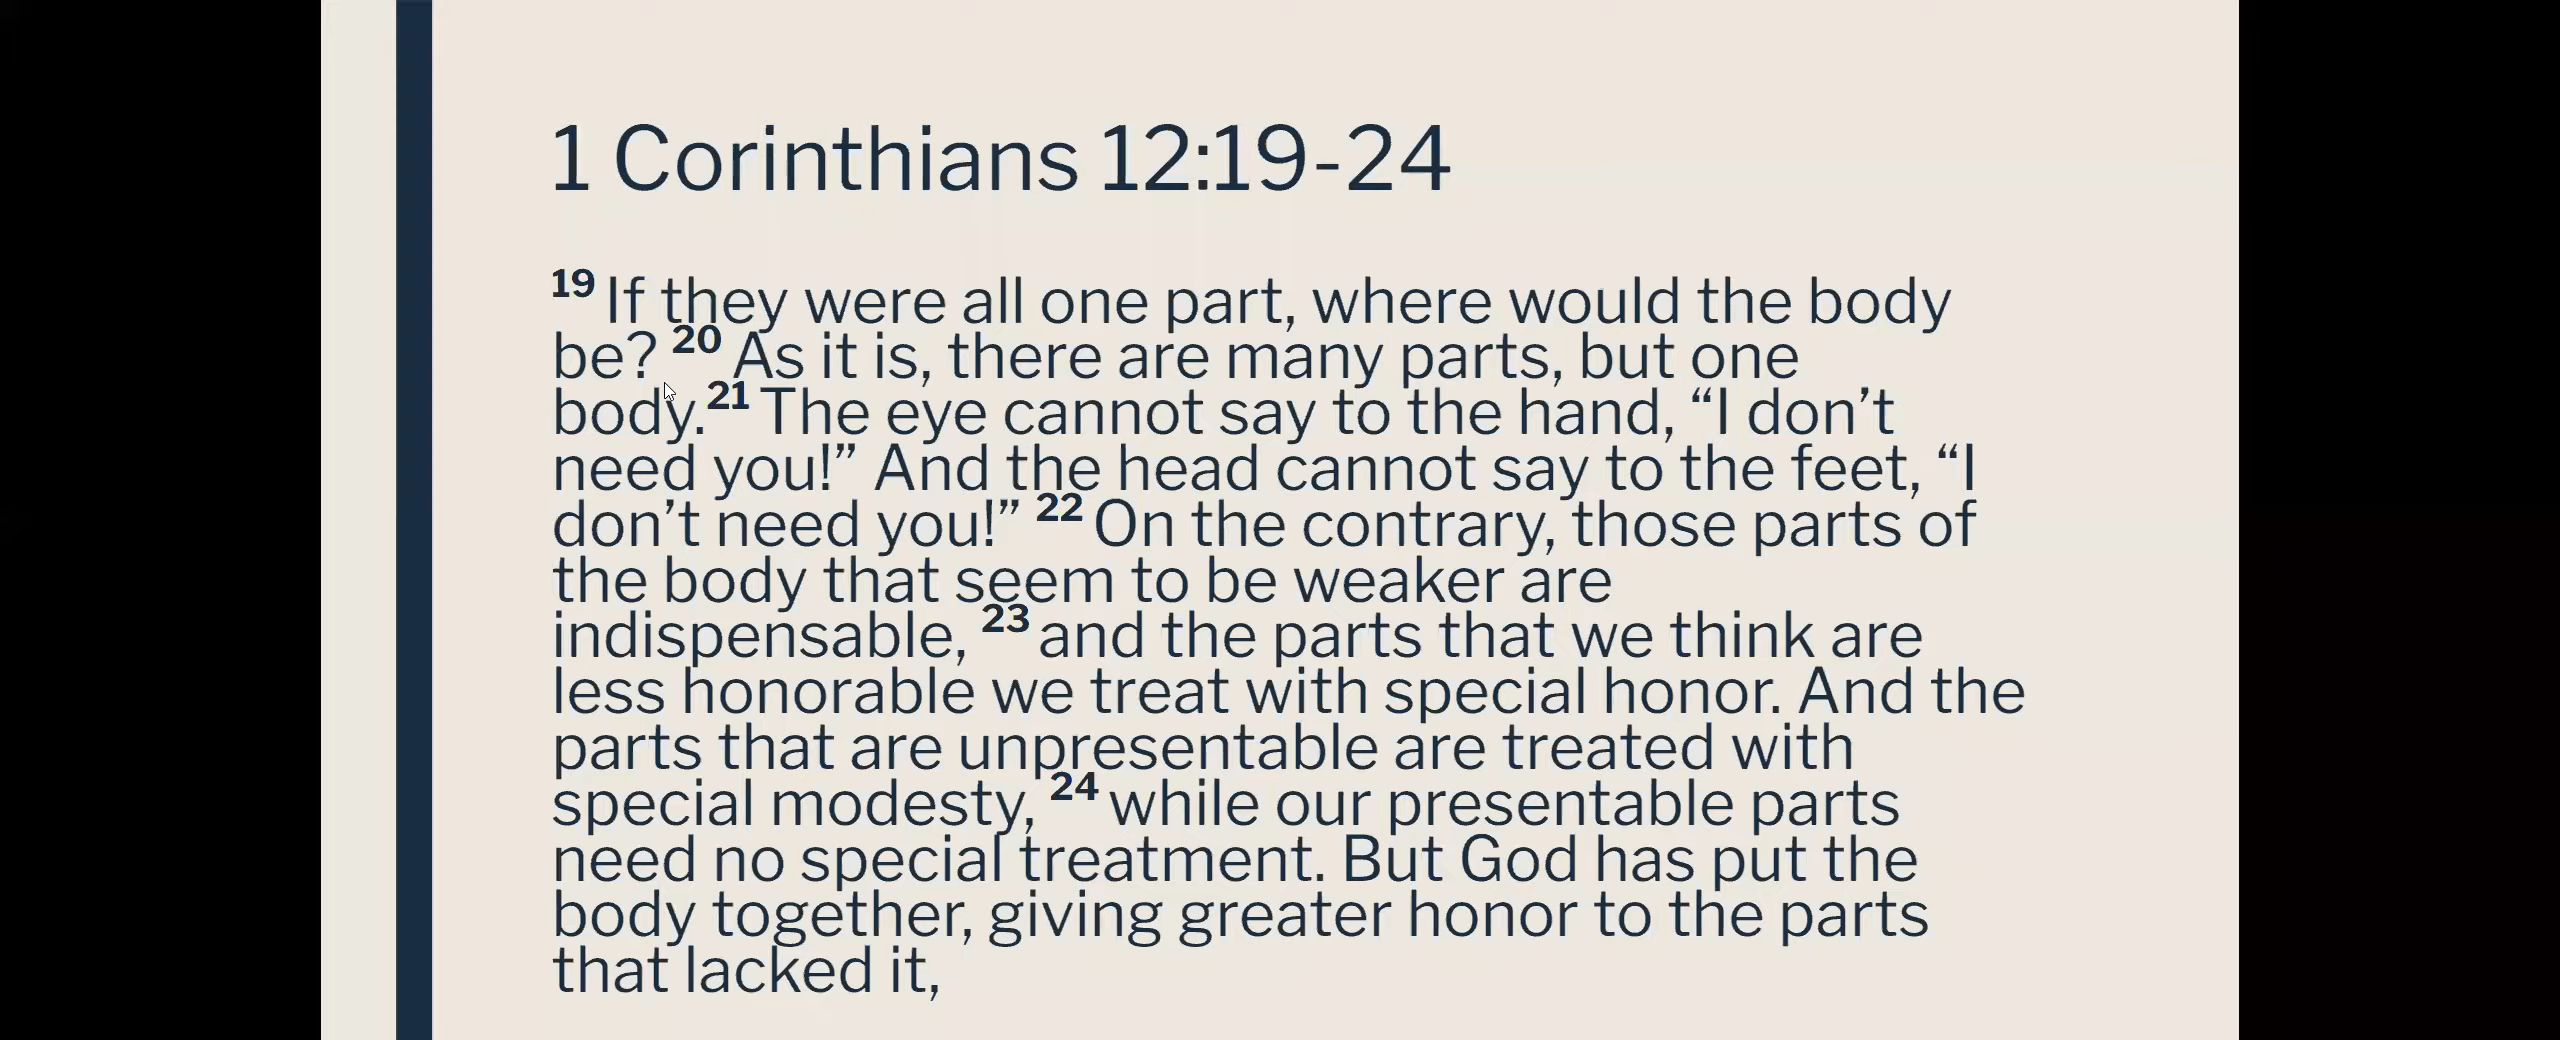 1 Corinthians 12:19-24
19 If they were all one part, where would the body
be? 20 As it is, there are many parts, but one
body.21 The eye cannot say to the hand, “I don’t
need you!” And the head cannot say to the feet, “I
don’t need you!” 22 On the contrary, those parts of
the body that seem to be weaker are
indispensable, 23 and the parts that we think are
less honorable we treat with special honor. And the
parts that are unpresentable are treated with
special modesty, 24 while our presentable parts
need no special treatment. But God has put the
body together, giving greater honor to the parts
that lacked it,